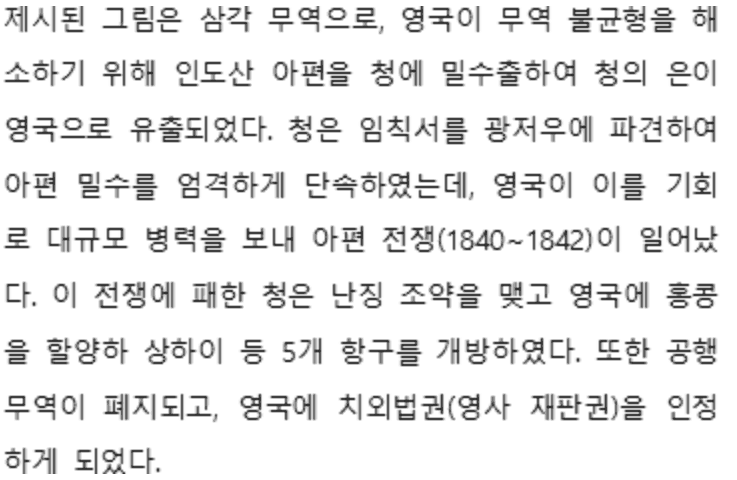 제시된 그림은 삼각 무역으로, 영국이 무역 불균형을 해
소하기 위해 인도산 아편을 청에 밀수출하여 청의 은이
영국으로 유출되었다. 청은 임칙서를 광저우에 파견하여
아편 밀수를 엄격하게 단속하였는데, 영국이 이를 기회
로 대규모 병력을 보내 아편 전쟁(1840~1842)이 일어났
다. 이 전쟁에 패한 청은 난징 조약을 맺고 영국에 홍콩
을 할양하 상하이 등 5개 항구를 개방하였다. 또한 공행
무역이 폐지되고, 영국에 치외법권(영사 재판권)을 인정
하게 되었다.